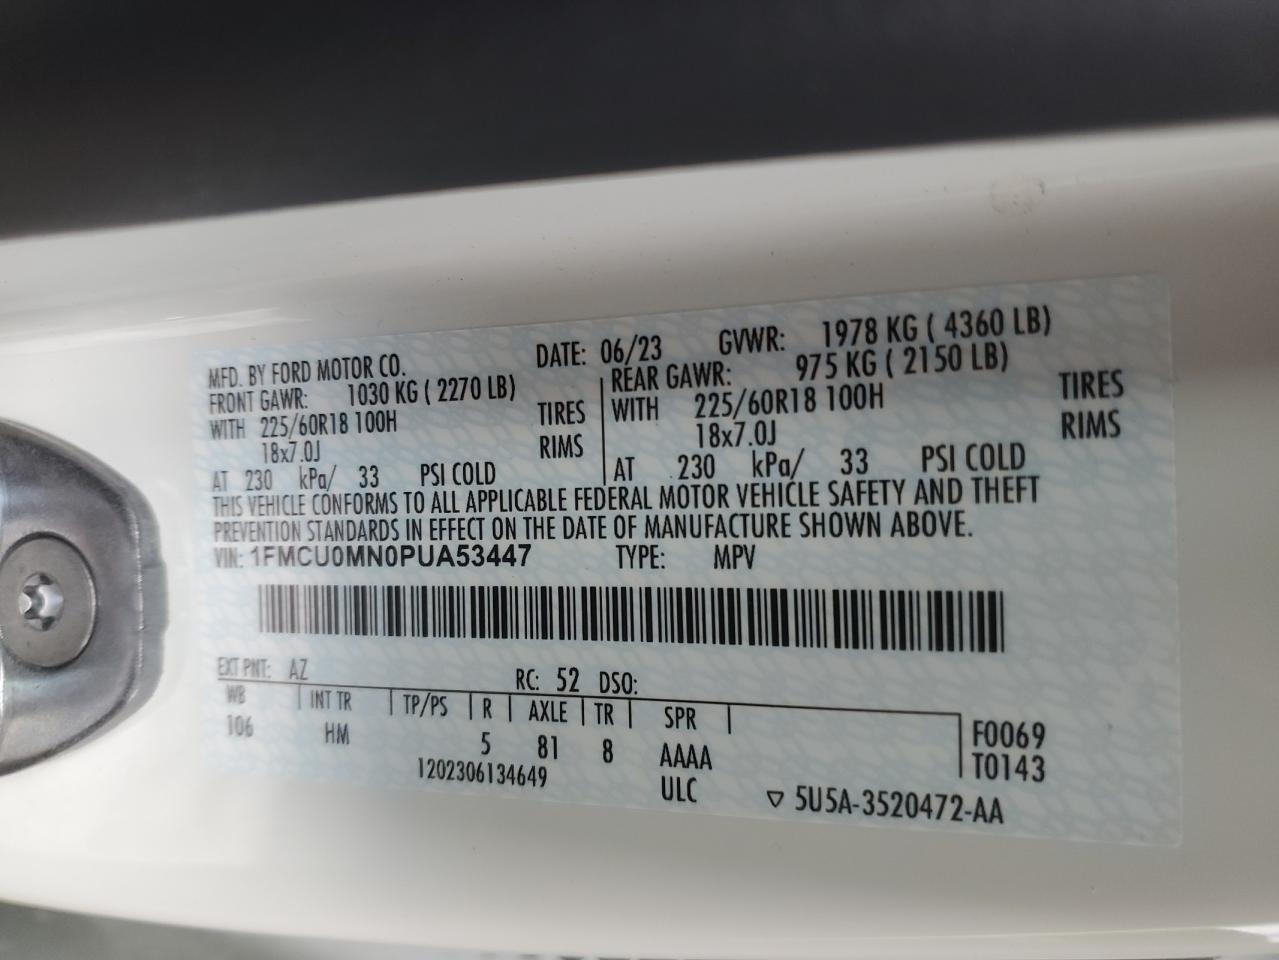 MFD. BY FORD MOTOR CO. DATE: 06/23 GVWR: 1978 KG ( 4360 LB)
FRONT GAWR: 1030 KG ( 2270 LB)
WITH 225/60R18 100H TIRES
18x7.0J RIMS
AT 230 kPa/ 33 PSI COLD
REAR GAWR: 975 KG ( 2150 LB)
WITH 225/60R18 100H TIRES
18x7.0J RIMS
AT 230 kPa/ 33 PSI COLD
THIS VEHICLE CONFORMS TO ALL APPLICABLE FEDERAL MOTOR VEHICLE SAFETY AND THEFT
PREVENTION STANDARDS IN EFFECT ON THE DATE OF MANUFACTURE SHOWN ABOVE.
VIN: 1FMCU0MN0PUA53447 TYPE: MPV
EXT PNT: AZ RC: 52 DSO:
WB INT TR TP/PS R AXLE TR SPR
106 HM 5 81 8 AAAA
F0069
T0143
1202306134649 ULC
▽ 5U5A-3520472-AA